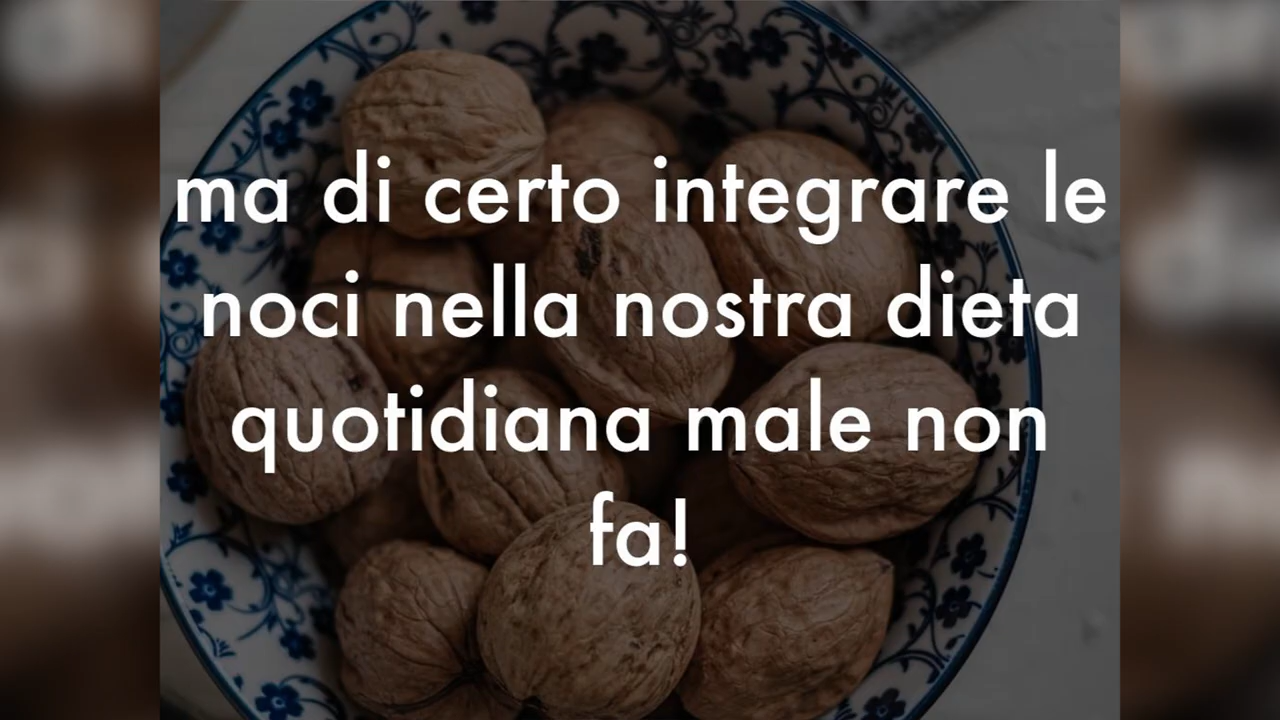 ma di certo integrare le
noci nella nostra dieta
quotidiana male non
fa!